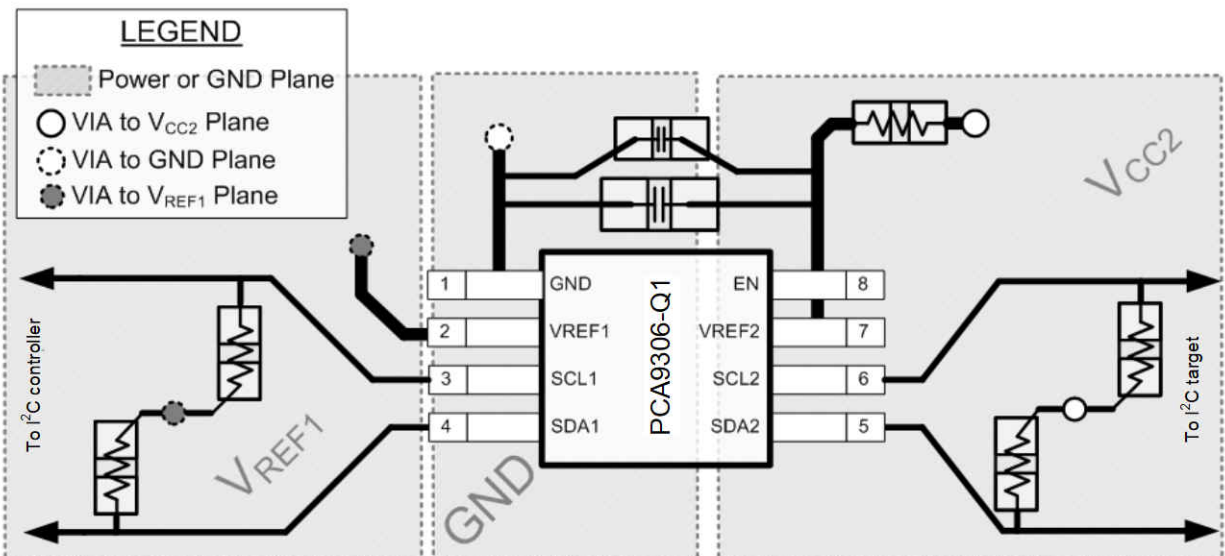 LEGEND
Power or GND Plane
VIA to VCC2 Plane
VIA to GND Plane
VIA to VREF1 Plane
VCC2
1 GND EN 8
2 VREF1 VREF2 7
3 SCL1 SCL2 6
4 SDA1 SDA2 5
PCA9306-Q1
To I²C controller
To I²C target
VREF1
GND